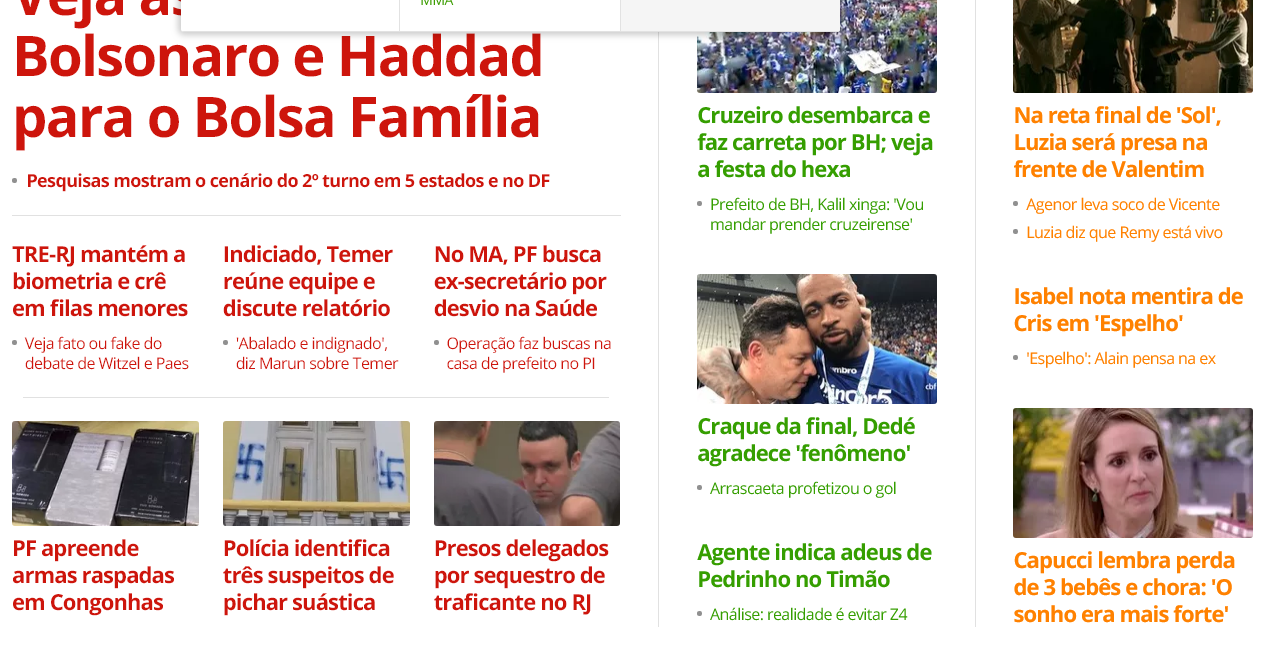 MMA
Veja as
Bolsonaro e Haddad
para o Bolsa Família
Pesquisas mostram o cenário do 2º turno em 5 estados e no DF
TRE-RJ mantém a
biometria e crê
em filas menores
Veja fato ou fake do
debate de Witzel e Paes
Indiciado, Temer
reúne equipe e
discute relatório
'Abalado e indignado',
diz Marun sobre Temer
No MA, PF busca
ex-secretário por
desvio na Saúde
Operação faz buscas na
casa de prefeito no PI
PF apreende
armas raspadas
em Congonhas
Polícia identifica
três suspeitos de
pichar suástica
Presos delegados
por sequestro de
traficante no RJ
Cruzeiro desembarca e
faz carreta por BH; veja
a festa do hexa
Prefeito de BH, Kalil xinga: 'Vou
mandar prender cruzeirense'
umbro
cbf
Craque da final, Dedé
agradece 'fenômeno'
Arrascaeta profetizou o gol
Agente indica adeus de
Pedrinho no Timão
Análise: realidade é evitar Z4
Na reta final de 'Sol',
Luzia será presa na
frente de Valentim
Agenor leva soco de Vicente
Luzia diz que Remy está vivo
Isabel nota mentira de
Cris em 'Espelho'
'Espelho': Alain pensa na ex
Capucci lembra perda
de 3 bebês e chora: 'O
sonho era mais forte'